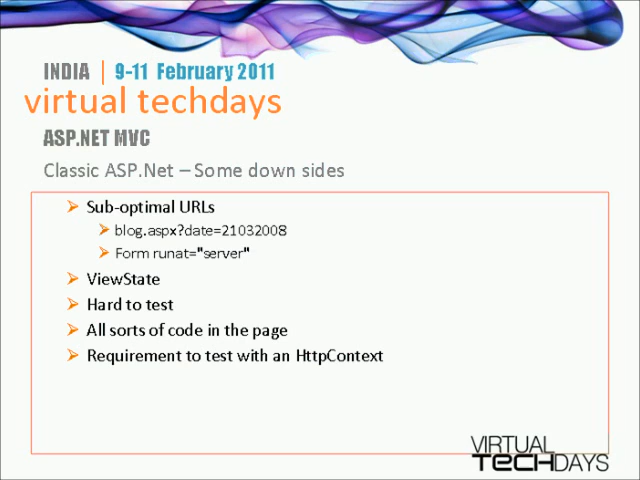 INDIA | 9-11 February 2011
virtual techdays
ASP.NET MVC
Classic ASP.Net – Some down sides
Sub-optimal URLs
blog.aspx?date=21032008
Form runat="server"
ViewState
Hard to test
All sorts of code in the page
Requirement to test with an HttpContext
VIRTUAL
TECHDAYS